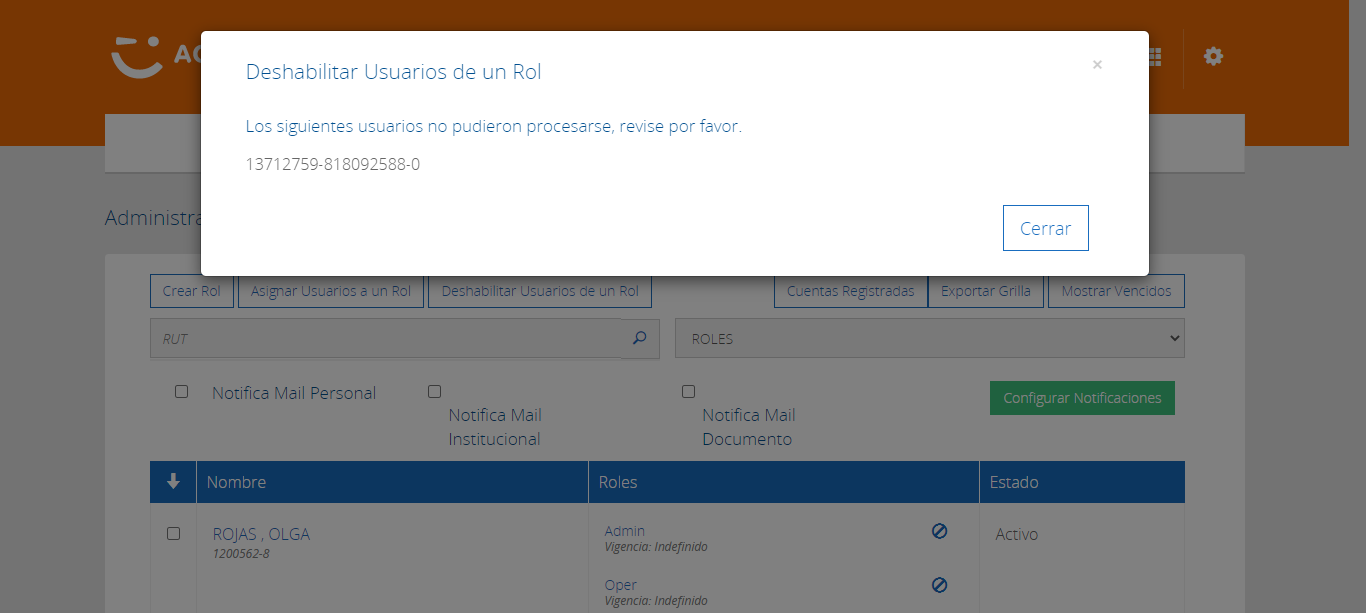 Deshabilitar Usuarios de un Rol
×
Los siguientes usuarios no pudieron procesarse, revise por favor.
13712759-818092588-0
Cerrar
Crear Rol
Asignar Usuarios a un Rol
Deshabilitar Usuarios de un Rol
Cuentas Registradas
Exportar Grilla
Mostrar Vencidos
RUT
ROLES
Notifica Mail Personal
Notifica Mail
Institucional
Notifica Mail
Documento
Configurar Notificaciones
Nombre
Roles
Estado
ROJAS , OLGA
1200562-8
Admin
Vigencia: Indefinido
Activo
Oper
Vigencia: Indefinido